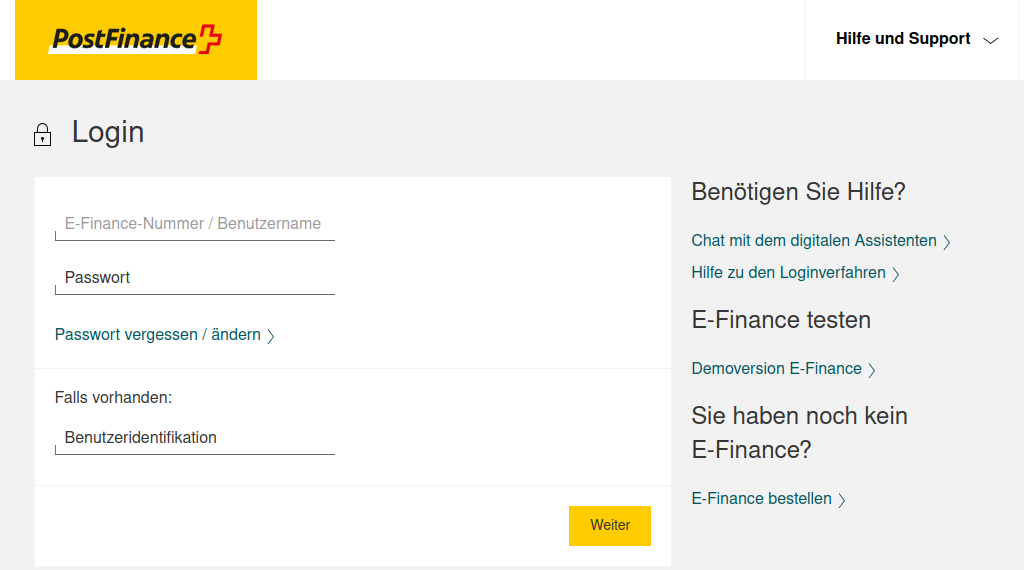 PostFinance
Hilfe und Support
Login
E-Finance-Nummer / Benutzername
Passwort
Passwort vergessen / ändern
Falls vorhanden:
Benutzeridentifikation
Weiter
Benötigen Sie Hilfe?
Chat mit dem digitalen Assistenten
Hilfe zu den Loginverfahren
E-Finance testen
Demoversion E-Finance
Sie haben noch kein
E-Finance?
E-Finance bestellen